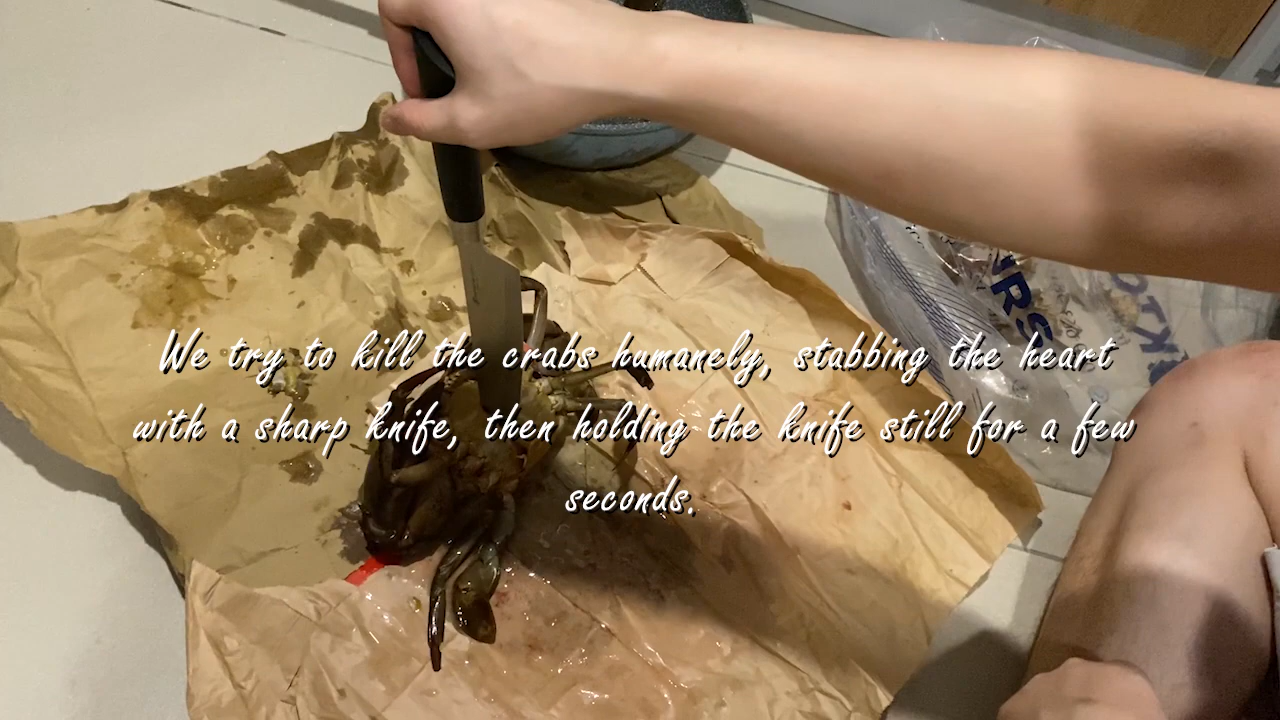 We try to kill the crabs humanely, stabbing the heart
with a sharp knife, then holding the knife still for a few
seconds.